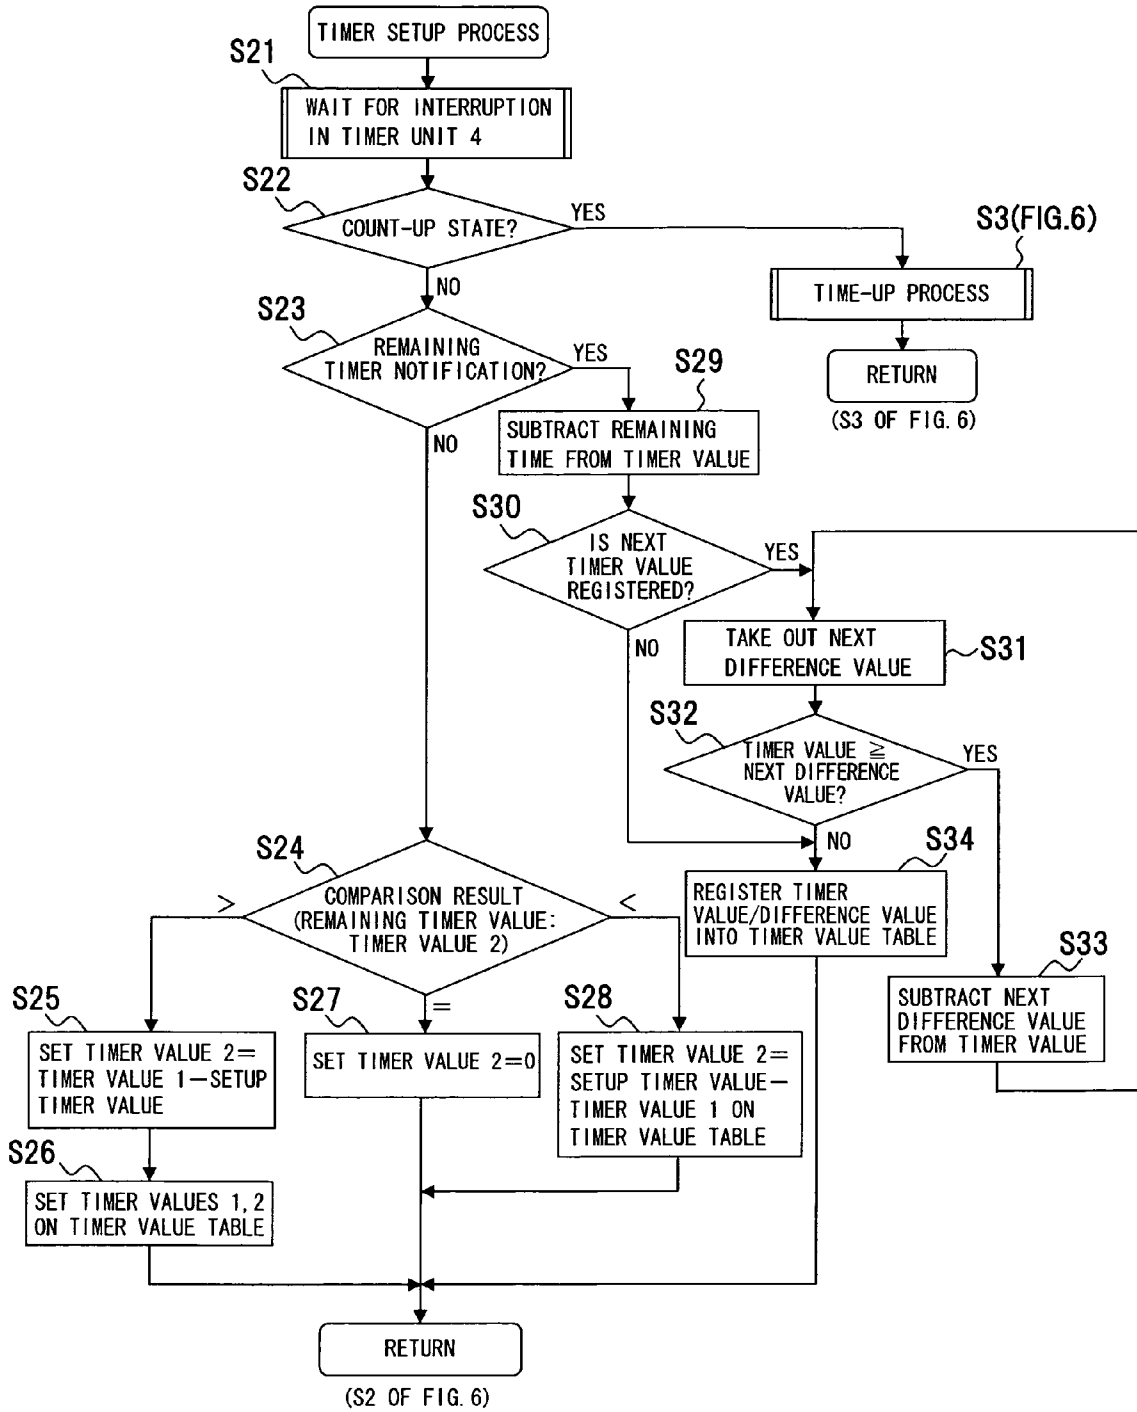 TIMER SETUP PROCESS
S21
WAIT FOR INTERRUPTION
IN TIMER UNIT 4
S22
COUNT-UP STATE?
YES
S3(FIG.6)
TIME-UP PROCESS
RETURN
(S3 OF FIG. 6)
NO
S23
REMAINING
TIMER NOTIFICATION?
YES
S29
SUBTRACT REMAINING
TIME FROM TIMER VALUE
NO
S30
IS NEXT
TIMER VALUE
REGISTERED?
YES
NO
TAKE OUT NEXT
DIFFERENCE VALUE
S31
S32
TIMER VALUE ≧
NEXT DIFFERENCE
VALUE?
YES
NO
S34
REGISTER TIMER
VALUE/DIFFERENCE VALUE
INTO TIMER VALUE TABLE
S33
SUBTRACT NEXT
DIFFERENCE VALUE
FROM TIMER VALUE
S24
COMPARISON RESULT
(REMAINING TIMER VALUE:
TIMER VALUE 2)
>
<
=
S25
SET TIMER VALUE 2=
TIMER VALUE 1—SETUP
TIMER VALUE
S27
SET TIMER VALUE 2=0
S28
SET TIMER VALUE 2=
SETUP TIMER VALUE—
TIMER VALUE 1 ON
TIMER VALUE TABLE
S26
SET TIMER VALUES 1,2
ON TIMER VALUE TABLE
RETURN
(S2 OF FIG. 6)